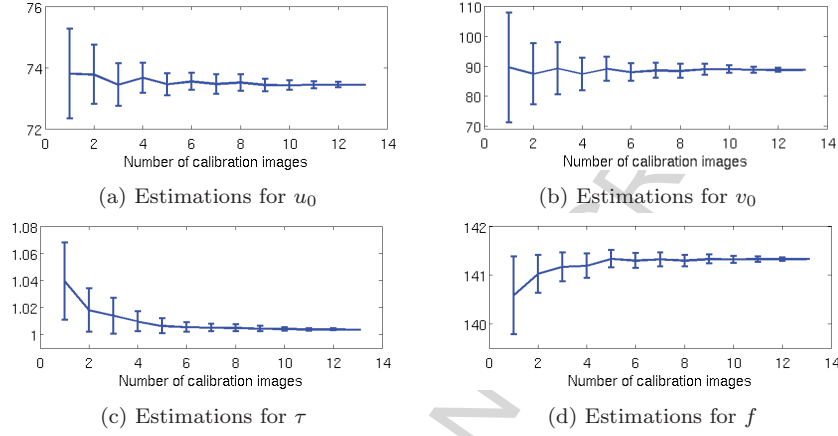 76
74
72
0 2 4 6 8 10 12 14
Number of calibration images
(a) Estimations for u₀
110
100
90
80
70
0 2 4 6 8 10 12 14
Number of calibration images
(b) Estimations for v₀
1.08
1.06
1.04
1.02
1
0 2 4 6 8 10 12 14
Number of calibration images
(c) Estimations for τ
142
141
140
0 2 4 6 8 10 12 14
Number of calibration images
(d) Estimations for f